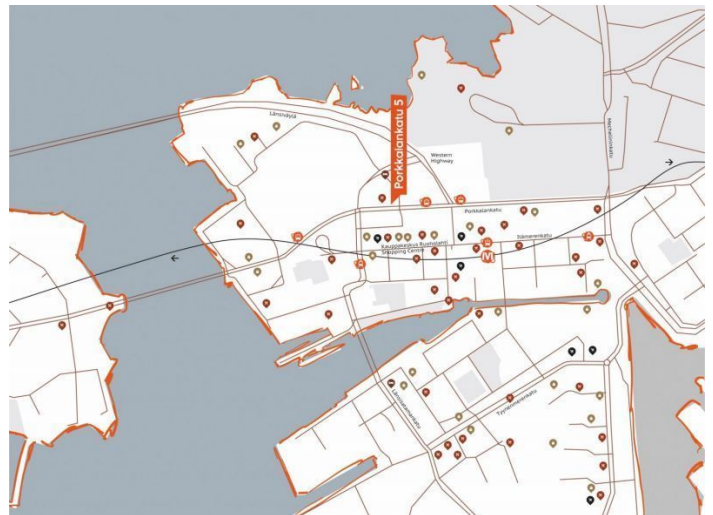 Länsiväylä
Porkkalankatu 5
Mechelininkatu
Western
Highway
Porkkalankatu
Itämerenkatu
Kauppakeskus Ruoholahti
Shopping Centre
M
Länsisatamankatu
Tyynenmerenkatu